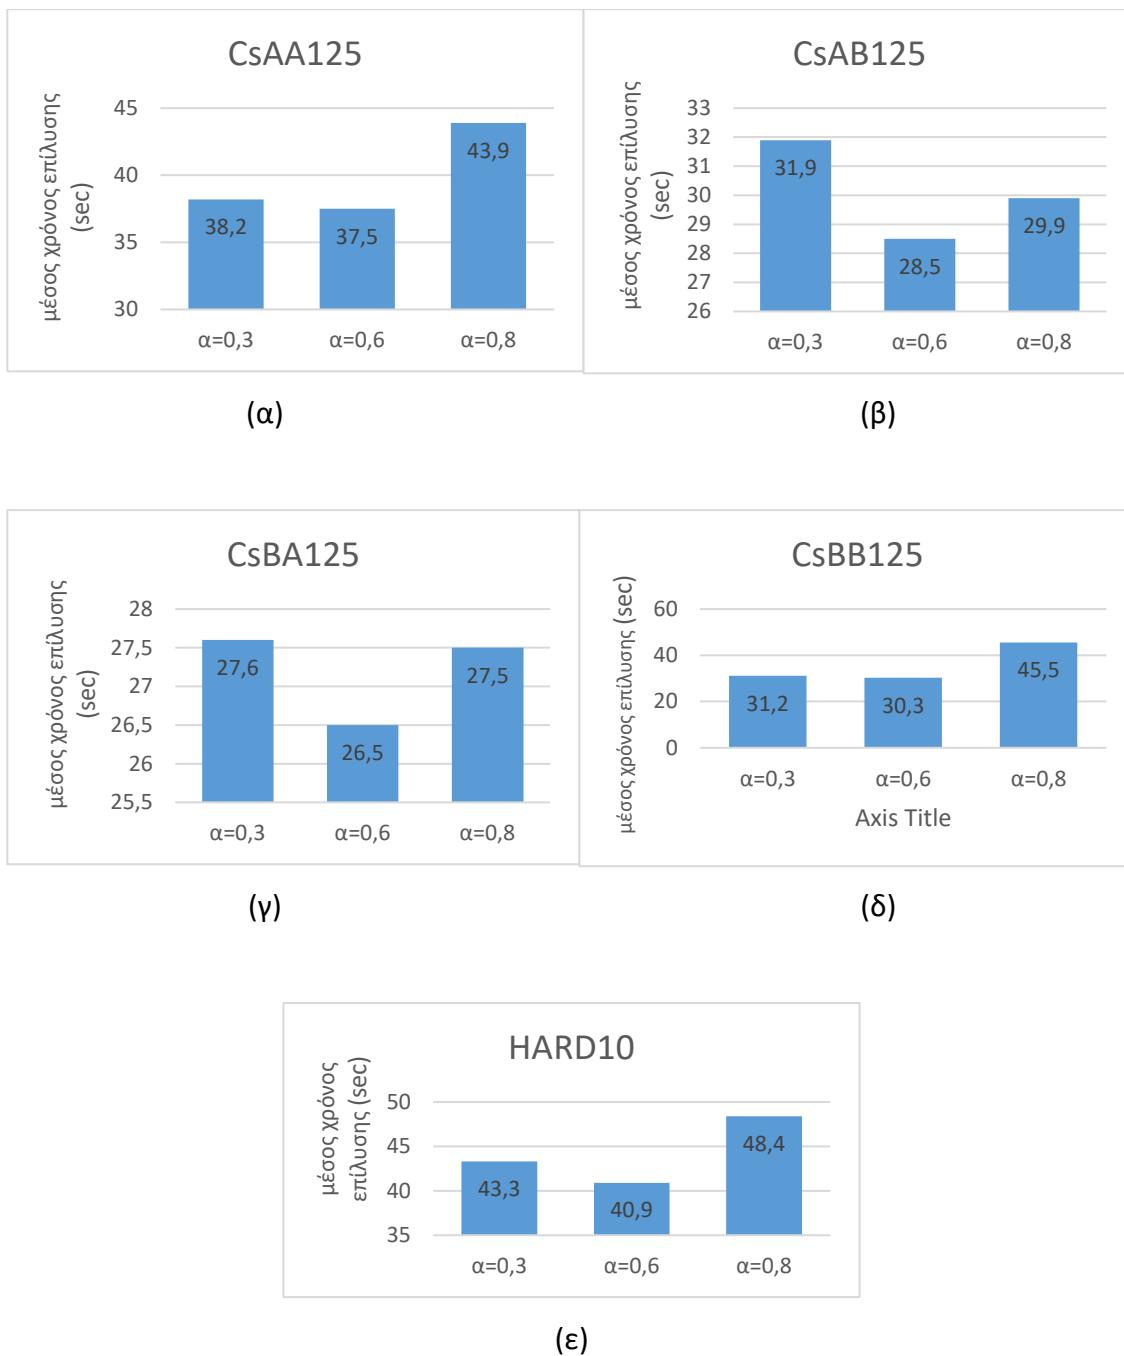 CsAA125
μέσος χρόνος επίλυσης
(sec)
45
40
35
30
38,2
37,5
43,9
α=0,3
α=0,6
α=0,8
(α)
CsAB125
μέσος χρόνος επίλυσης
(sec)
33
32
31
30
29
28
27
26
31,9
28,5
29,9
α=0,3
α=0,6
α=0,8
(β)
CsBA125
μέσος χρόνος επίλυσης
(sec)
28
27,5
27
26,5
26
25,5
27,6
26,5
27,5
α=0,3
α=0,6
α=0,8
(γ)
CsBB125
μέσος χρόνος επίλυσης (sec)
60
40
20
0
31,2
30,3
45,5
α=0,3
α=0,6
α=0,8
Axis Title
(δ)
HARD10
μέσος χρόνος
επίλυσης (sec)
50
45
40
35
43,3
40,9
48,4
α=0,3
α=0,6
α=0,8
(ε)